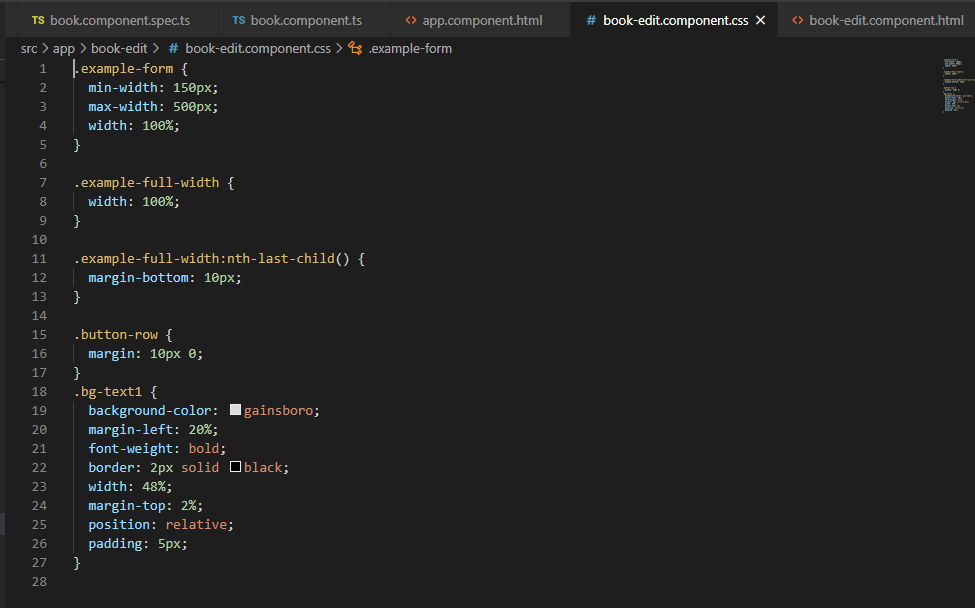 TS book.component.spec.ts TS book.component.ts <> app.component.html # book-edit.component.css × <> book-edit.component.html
src > app > book-edit > # book-edit.component.css > .example-form
1 .example-form {
2 min-width: 150px;
3 max-width: 500px;
4 width: 100%;
5 }
6
7 .example-full-width {
8 width: 100%;
9 }
10
11 .example-full-width:nth-last-child() {
12 margin-bottom: 10px;
13 }
14
15 .button-row {
16 margin: 10px 0;
17 }
18 .bg-text1 {
19 background-color: gainsboro;
20 margin-left: 20%;
21 font-weight: bold;
22 border: 2px solid black;
23 width: 48%;
24 margin-top: 2%;
25 position: relative;
26 padding: 5px;
27 }
28